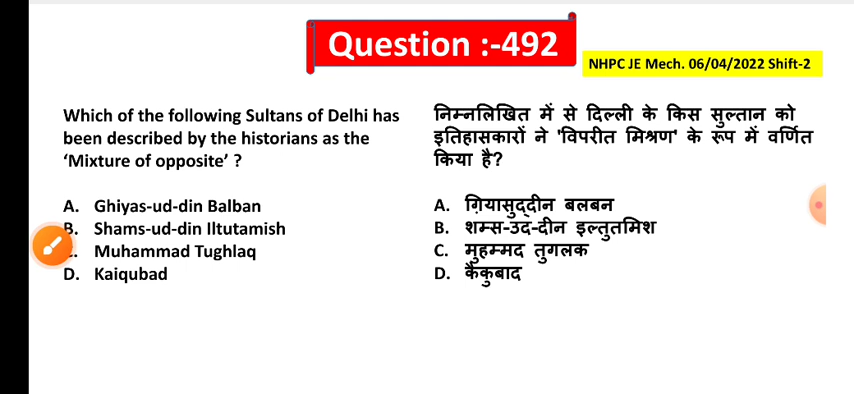 Question :-492
NHPC JE Mech. 06/04/2022 Shift-2
Which of the following Sultans of Delhi has
been described by the historians as the
‘Mixture of opposite’ ?
A. Ghiyas-ud-din Balban
B. Shams-ud-din Iltutamish
. Muhammad Tughlaq
D. Kaiqubad
निम्नलिखित में से दिल्ली के किस सुल्तान को
इतिहासकारों ने 'विपरीत मिश्रण' के रूप में वर्णित
किया है?
A. ग़ियासुद्दीन बलबन
B. शम्स-उद-दीन इल्तुतमिश
C. मुहम्मद तुगलक
D. कैकुबाद